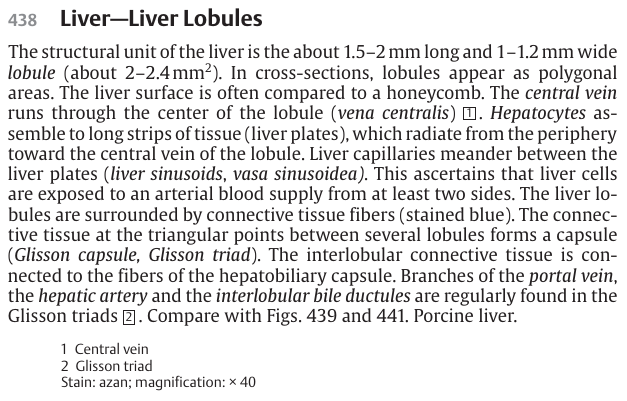 438 Liver—Liver Lobules
The structural unit of the liver is the about 1.5–2 mm long and 1–1.2 mm wide
lobule (about 2–2.4 mm²). In cross-sections, lobules appear as polygonal
areas. The liver surface is often compared to a honeycomb. The central vein
runs through the center of the lobule (vena centralis) 1 . Hepatocytes as-
semble to long strips of tissue (liver plates), which radiate from the periphery
toward the central vein of the lobule. Liver capillaries meander between the
liver plates (liver sinusoids, vasa sinusoidea). This ascertains that liver cells
are exposed to an arterial blood supply from at least two sides. The liver lo-
bules are surrounded by connective tissue fibers (stained blue). The connec-
tive tissue at the triangular points between several lobules forms a capsule
(Glisson capsule, Glisson triad). The interlobular connective tissue is con-
nected to the fibers of the hepatobiliary capsule. Branches of the portal vein,
the hepatic artery and the interlobular bile ductules are regularly found in the
Glisson triads 2 . Compare with Figs. 439 and 441. Porcine liver.
1 Central vein
2 Glisson triad
Stain: azan; magnification: × 40